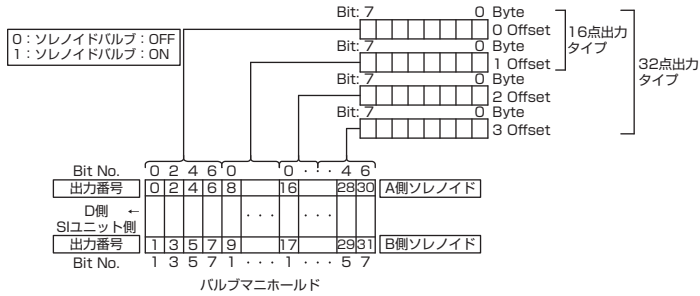 Bit: 7 0 Byte
0 Offset
Bit: 7 0 Byte
1 Offset
Bit: 7 0 Byte
2 Offset
Bit: 7 0 Byte
3 Offset
16点出力
タイプ
32点出力
タイプ
0：ソレノイドバルブ：OFF
1：ソレノイドバルブ：ON
Bit No. 0 2 4 6 0 0 ・・・ 4 6
出力番号 0 2 4 6 8 16 28 30 A側ソレノイド
D側 ←
SIユニット側
・・・ ・・・
出力番号 1 3 5 7 9 17 29 31 B側ソレノイド
Bit No. 1 3 5 7 1 ・・・ 1 ・・・ 5 7
バルブマニホールド